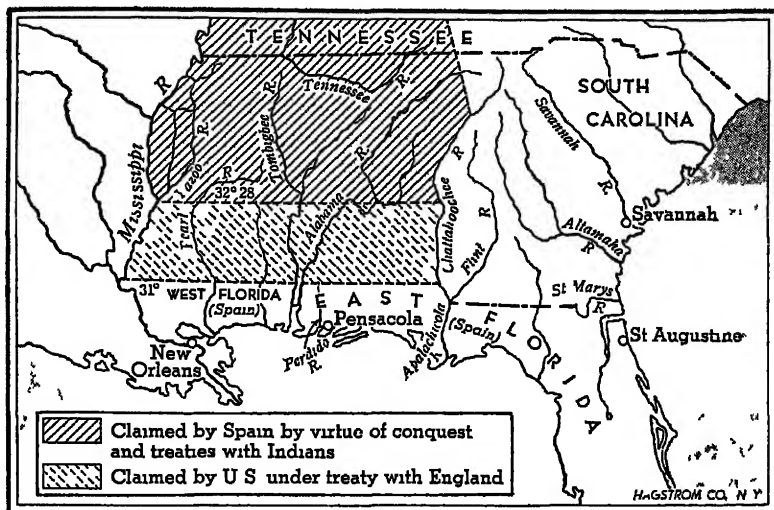 TENNESSEE
Mississippi R.
Yazoo R.
Tombigbee R.
Tennessee R.
Savannah R.
SOUTH
CAROLINA
32° 28
Pearl R
Alabama R.
Chattahoochee R
Flint R
Altamaha R
Savannah
31°
WEST FLORIDA
(Spain)
EAST FLORIDA
(Spain)
St Marys R
Pensacola
Perdido R
Apalachicola R
St Augustine
New
Orleans
Claimed by Spain by virtue of conquest
and treaties with Indians
Claimed by U S under treaty with England
HAGSTROM CO, N Y